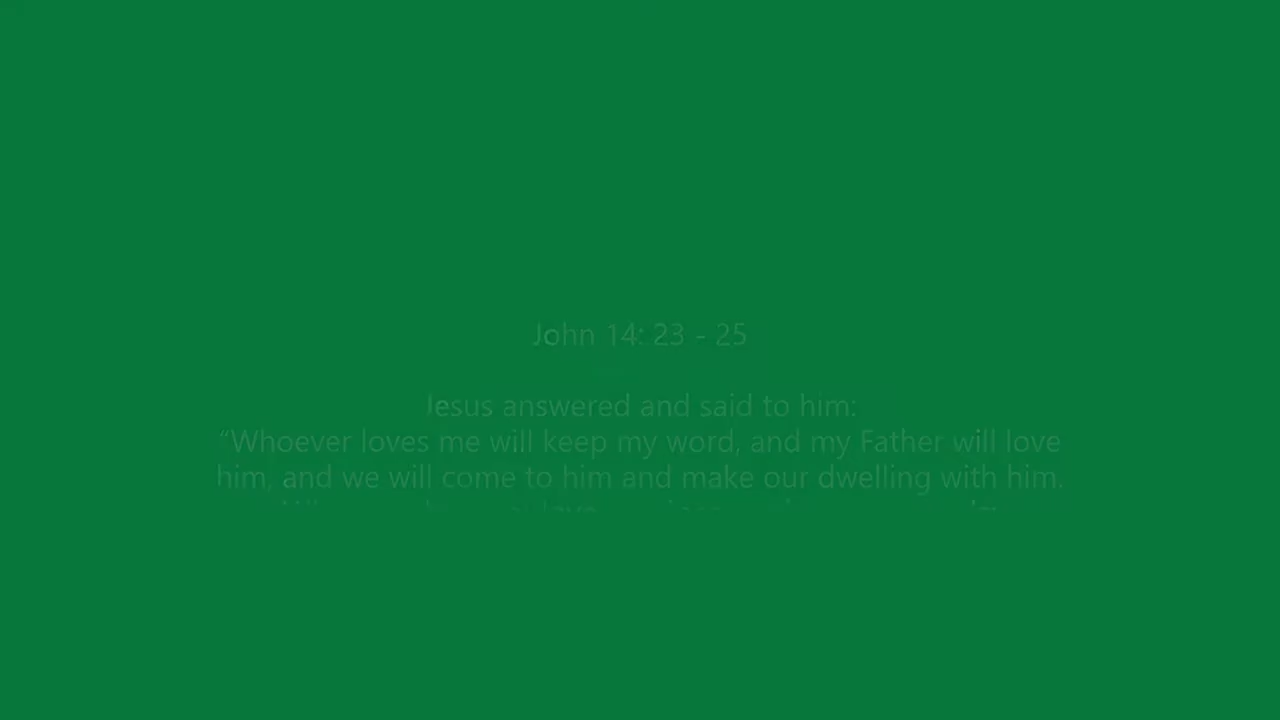 John 14: 23 - 25
Jesus answered and said to him:
“Whoever loves me will keep my word, and my Father will love
him, and we will come to him and make our dwelling with him.